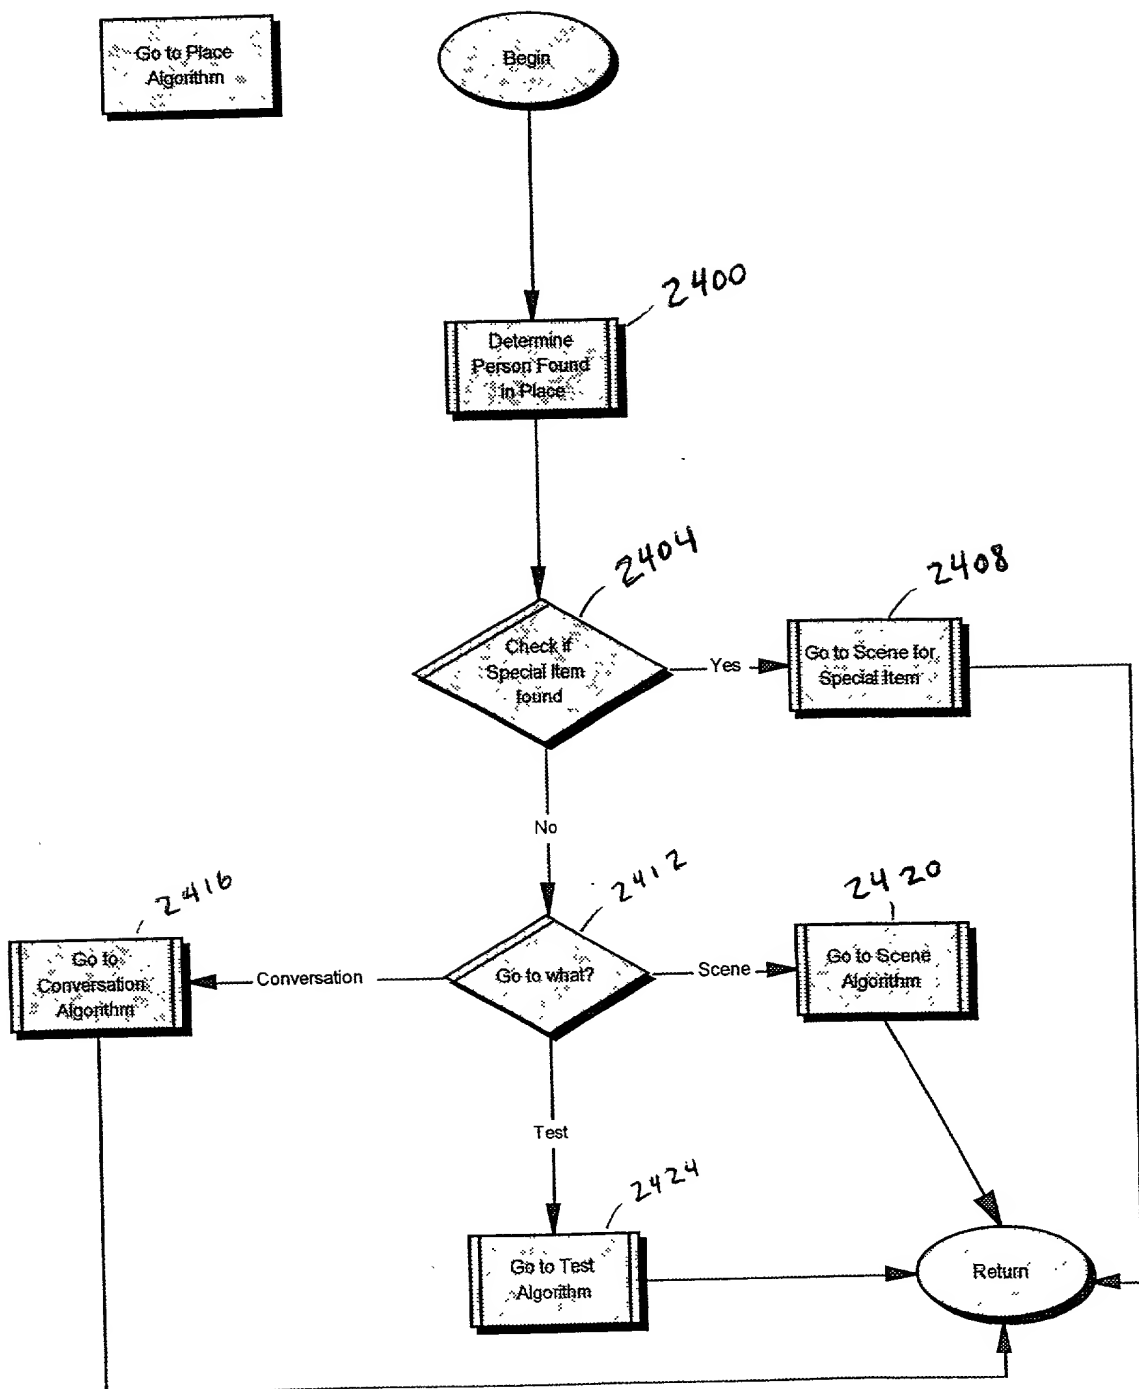 Go to Place
Algorithm
Begin
2400
Determine
Person Found
in Place
2404
Check if
Special Item
found
Yes
2408
Go to Scene for
Special Item
No
2416
Go to
Conversation
Algorithm
Conversation
2412
Go to what?
Scene
2420
Go to Scene
Algorithm
Test
2424
Go to Test
Algorithm
Return